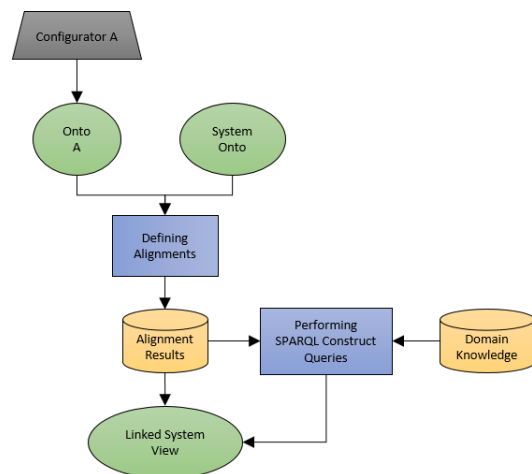 Configurator A
Onto
A
System
Onto
Defining
Alignments
Alignment
Results
Performing
SPARQL Construct
Queries
Domain
Knowledge
Linked System
View